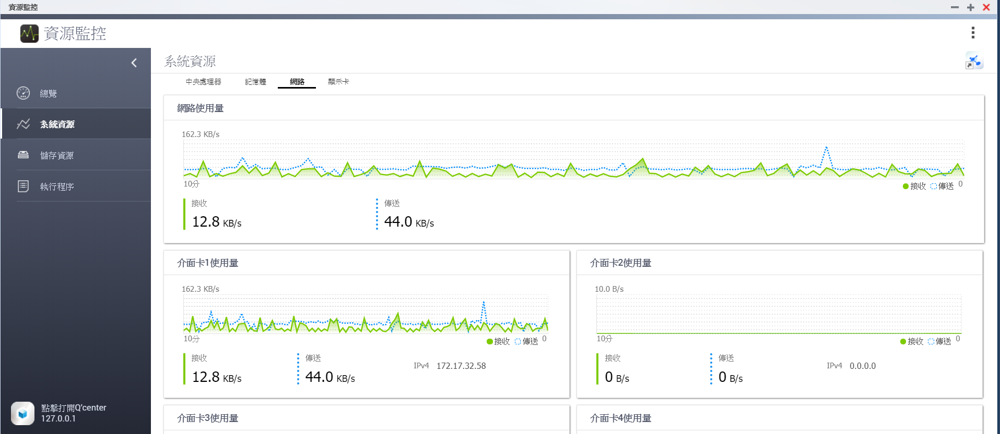 資源監控
資源監控
系統資源
總覽
系統資源
儲存資源
執行程序
點擊打開Q'center
127.0.0.1
中央處理器 記憶體 網路 顯示卡
網路使用量
162.3 KB/s
10分
接收 傳送 0
接收 傳送
12.8 KB/s 44.0 KB/s
介面卡1使用量
162.3 KB/s
10分
接收 傳送 0
接收 傳送
IPv4 172.17.32.58
12.8 KB/s 44.0 KB/s
介面卡2使用量
10.0 B/s
10分
接收 傳送 0
接收 傳送
IPv4 0.0.0.0
0 B/s 0 B/s
介面卡3使用量
介面卡4使用量